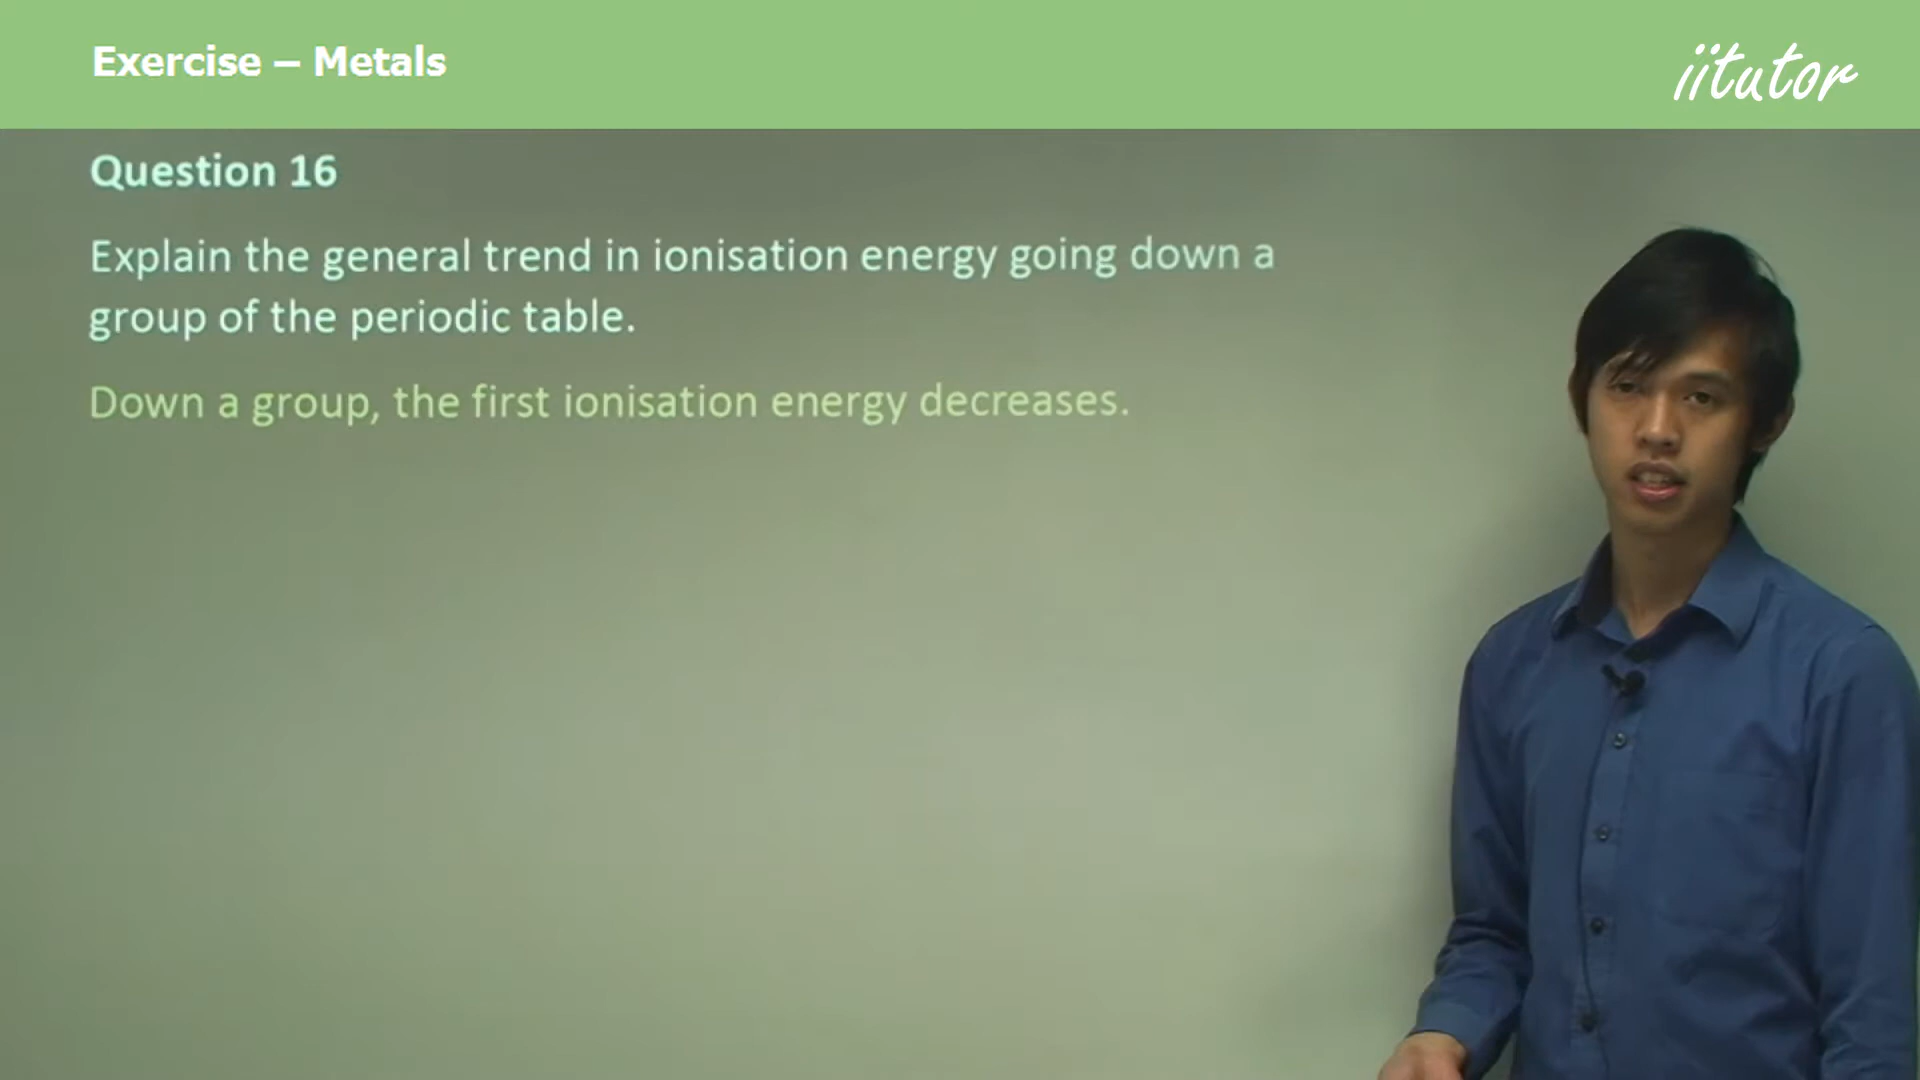 Exercise – Metals
iitutor
Question 16
Explain the general trend in ionisation energy going down a
group of the periodic table.
Down a group, the first ionisation energy decreases.